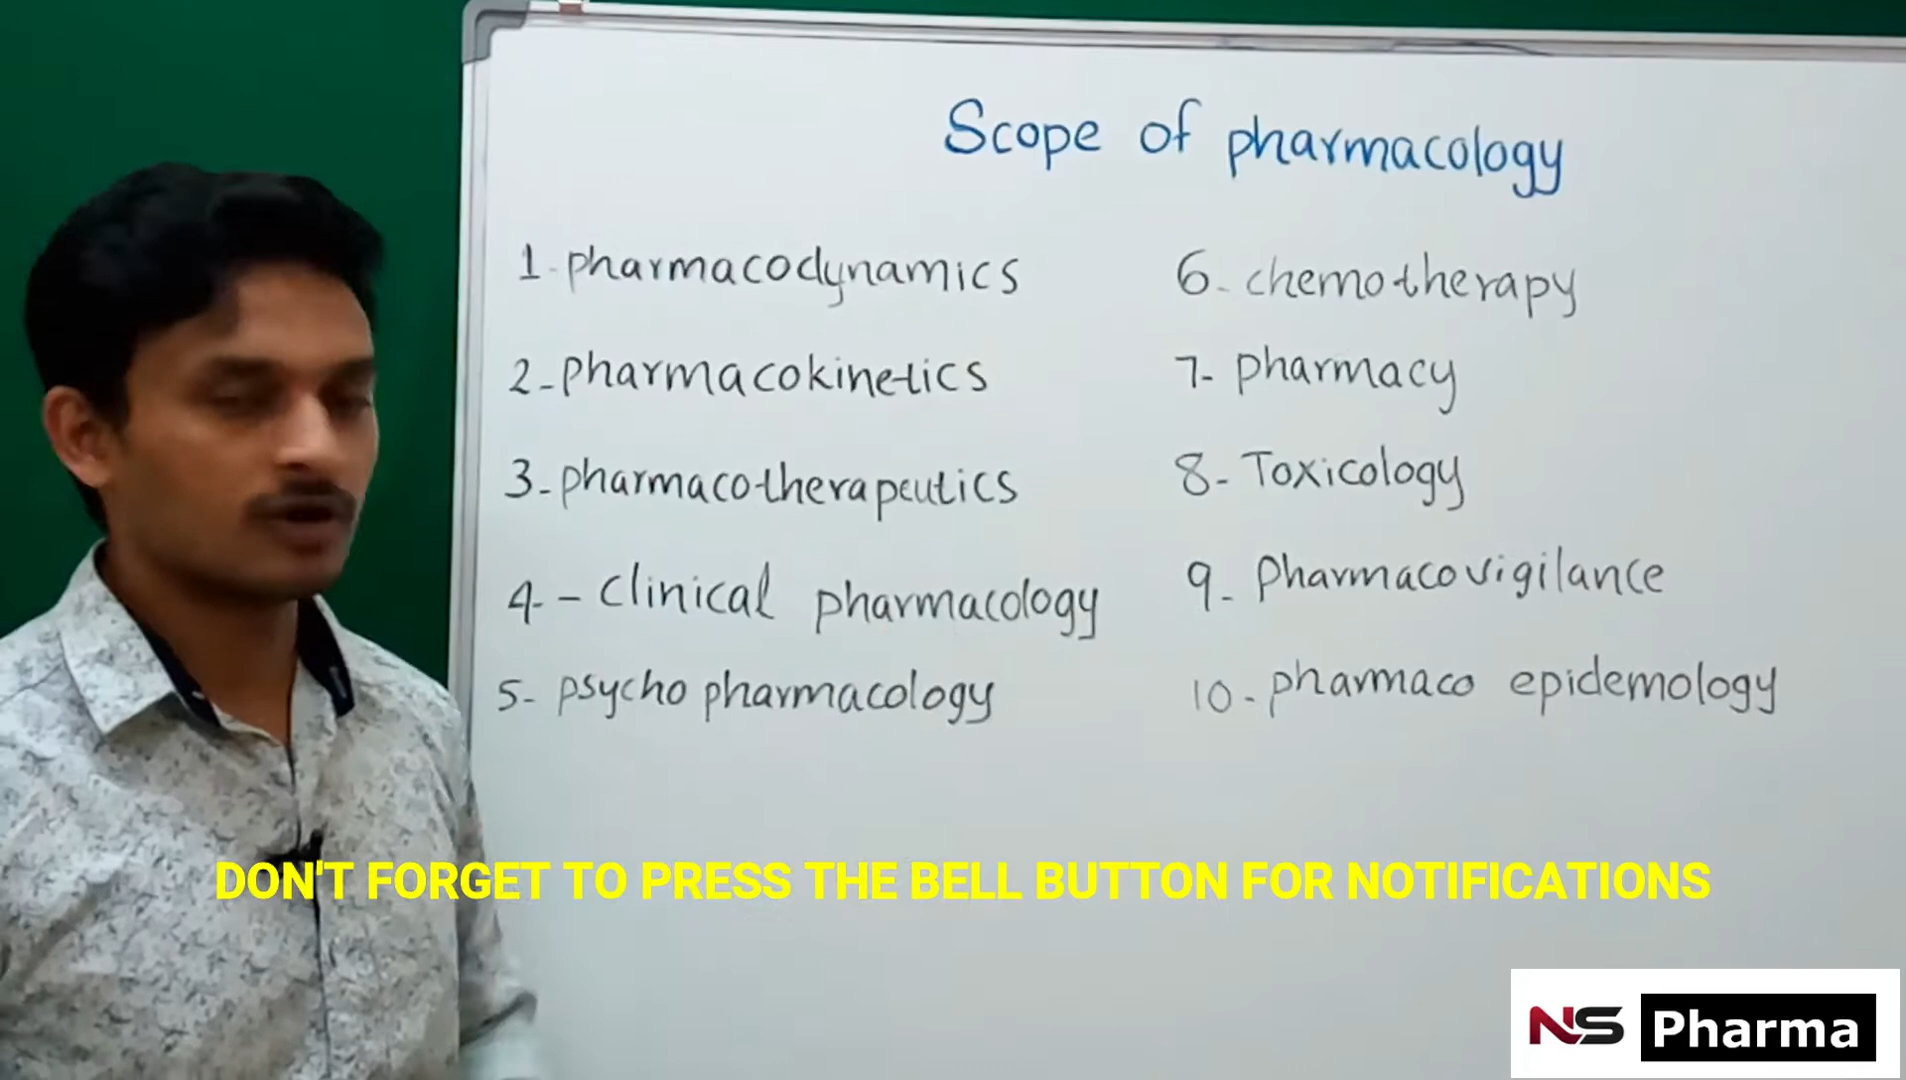 Scope of pharmacology
1-pharmacodynamics
2-pharmacokinetics
3-pharmacotherapeutics
4-clinical pharmacology
5-psycho pharmacology
6-chemotherapy
7-pharmacy
8-Toxicology
9-pharmacovigilance
10-pharmaco epidemology
DON'T FORGET TO PRESS THE BELL BUTTON FOR NOTIFICATIONS
NS Pharma